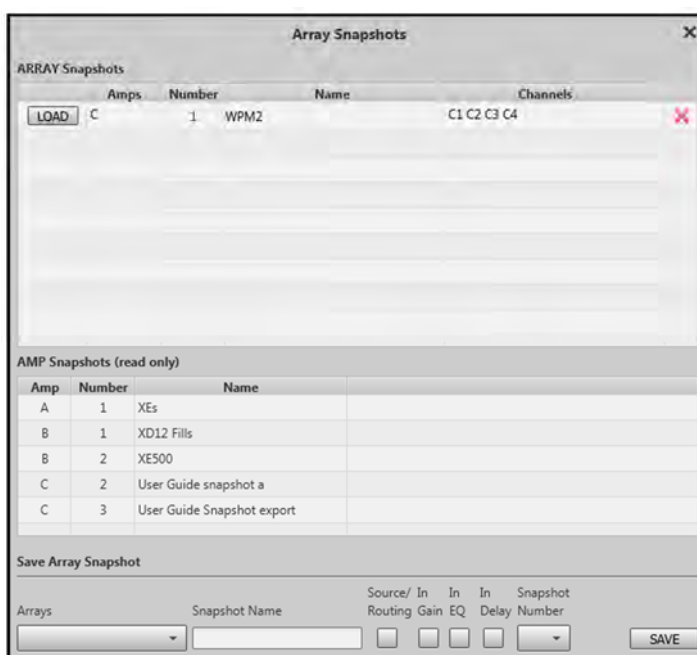 Array Snapshots
ARRAY Snapshots
Amps Number Name Channels
LOAD C 1 WPM2 C1 C2 C3 C4
AMP Snapshots (read only)
Amp Number Name
A 1 XEs
B 1 XD12 Fills
B 2 XE500
C 2 User Guide snapshot a
C 3 User Guide Snapshot export
Save Array Snapshot
Source/ In In In Snapshot
Arrays Snapshot Name Routing Gain EQ Delay Number
SAVE